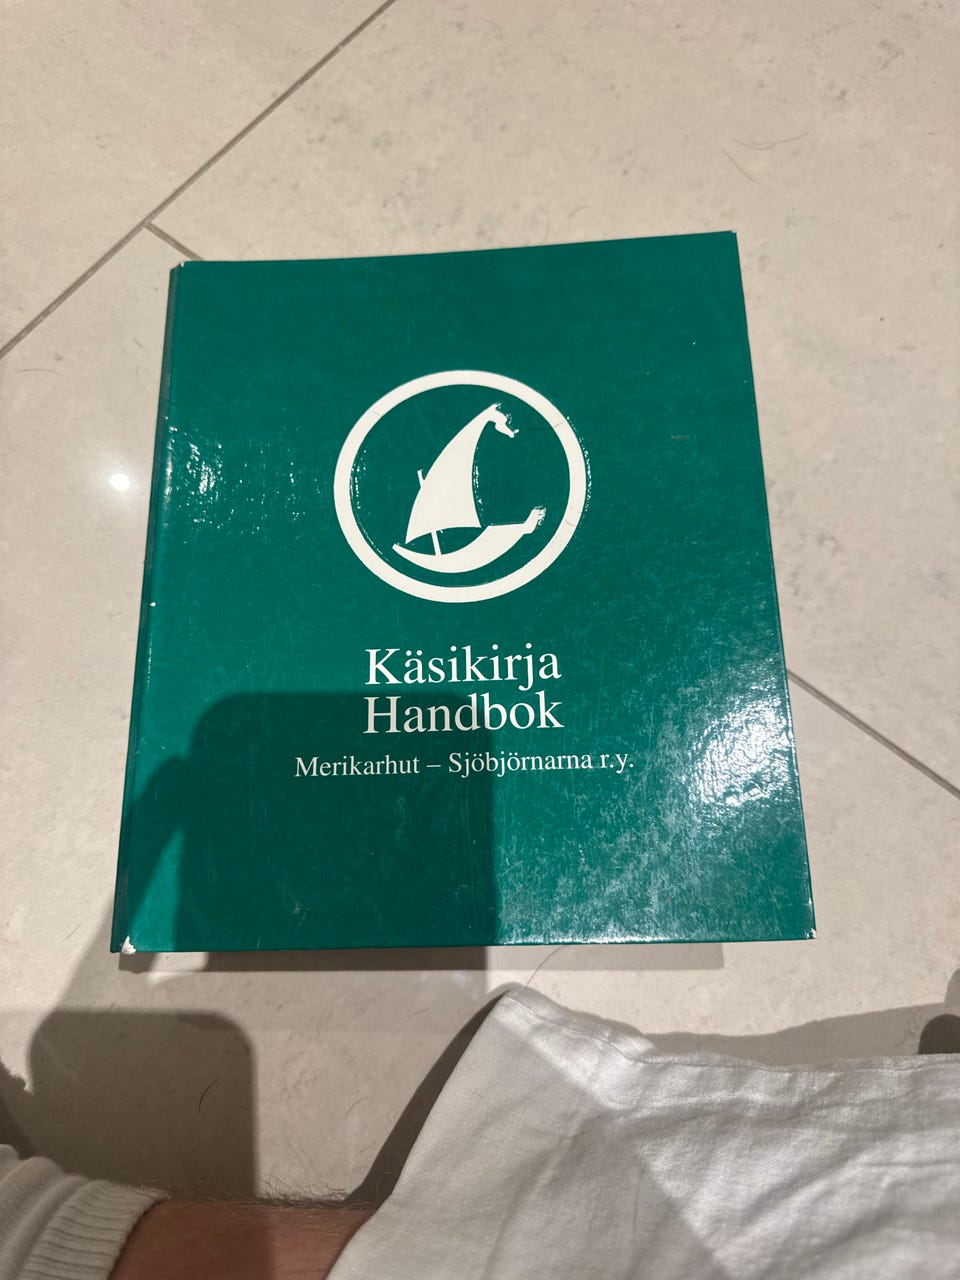 Käsikirja
Handbok
Merikarhut – Sjöbjörnarna r.y.